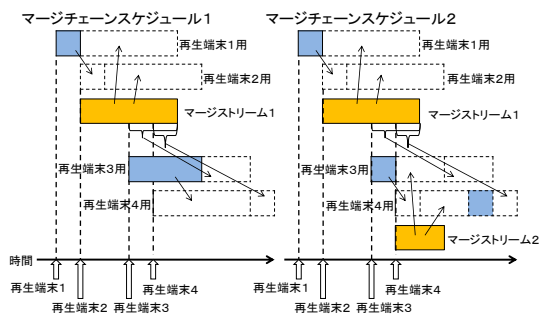 マージチェーンスケジュール1
再生端末1用
再生端末2用
マージストリーム1
再生端末3用
再生端末4用
時間
再生端末1
再生端末2
再生端末3
再生端末4
マージチェーンスケジュール2
再生端末1用
再生端末2用
マージストリーム1
再生端末3用
再生端末4用
マージストリーム2
再生端末1
再生端末2
再生端末3
再生端末4